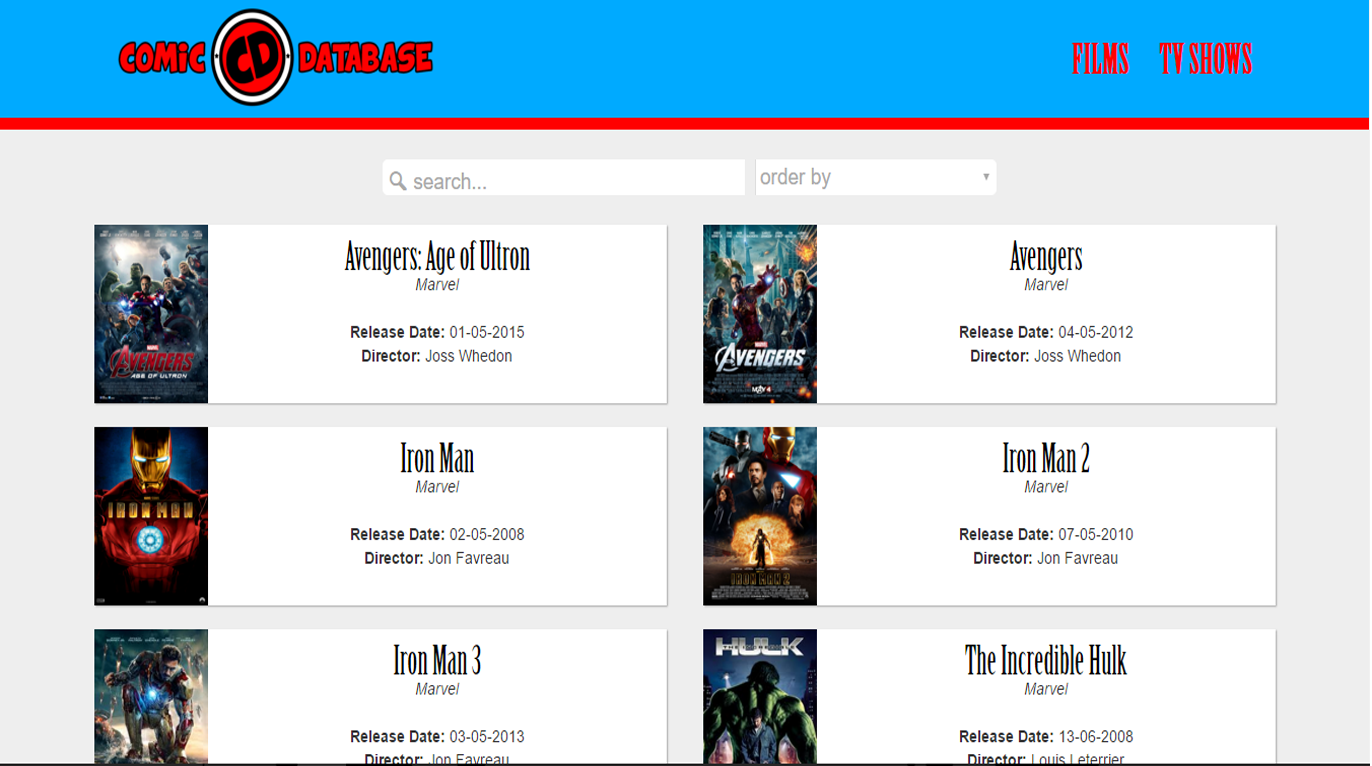 COMiC CD DATABASE
FILMS
TV SHOWS
search...
order by
MARVEL
AVENGERS
AGE OF ULTRON
Avengers: Age of Ultron
Marvel
Release Date: 01-05-2015
Director: Joss Whedon
MARVEL
AVENGERS
Avengers
Marvel
Release Date: 04-05-2012
Director: Joss Whedon
IRON MAN
Iron Man
Marvel
Release Date: 02-05-2008
Director: Jon Favreau
IRON MAN 2
Iron Man 2
Marvel
Release Date: 07-05-2010
Director: Jon Favreau
Iron Man 3
Marvel
Release Date: 03-05-2013
Director: Jon Favreau
HULK
THE INCREDIBLE
The Incredible Hulk
Marvel
Release Date: 13-06-2008
Director: Louis Leterrier